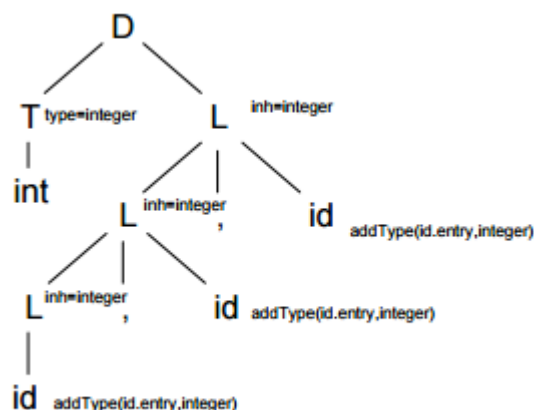 D
T type=integer L inh=integer
int
L inh=integer , id addType(id.entry,integer)
L inh=integer , id addType(id.entry,integer)
id addType(id.entry,integer)